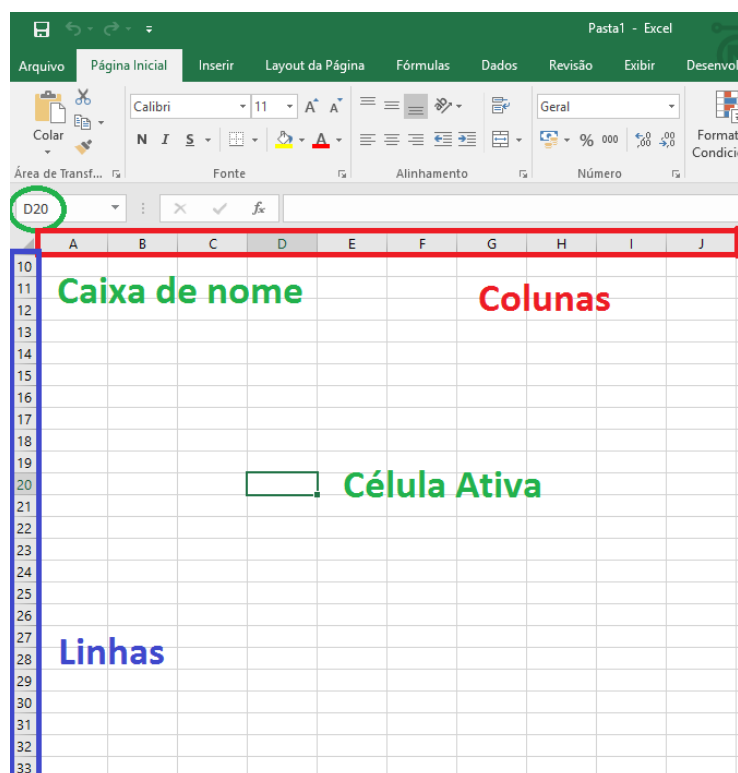 Pasta1 - Excel
Arquivo Página Inicial Inserir Layout da Página Fórmulas Dados Revisão Exibir Desenvol
Calibri 11 Geral
Colar N I S A % 000 Format
Condici
Área de Transf... Fonte Alinhamento Número
D20 fx
A B C D E F G H I J
10
11
Caixa de nome Colunas
12
13
14
15
16
17
18
19
20
Célula Ativa
21
22
23
24
25
26
27
28
Linhas
29
30
31
32
33